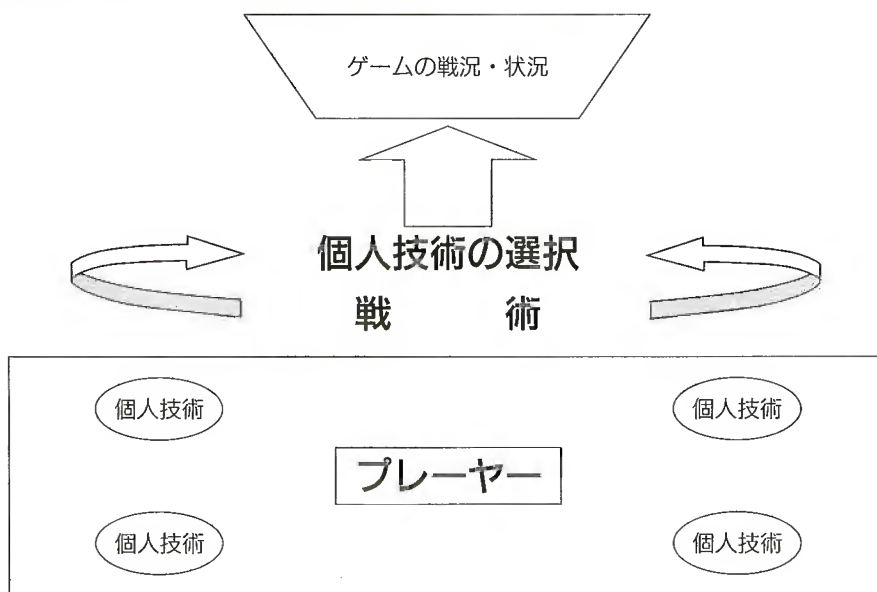 ゲームの戦況・状況
個人技術の選択
戦 術
個人技術 個人技術
プレーヤー
個人技術 個人技術